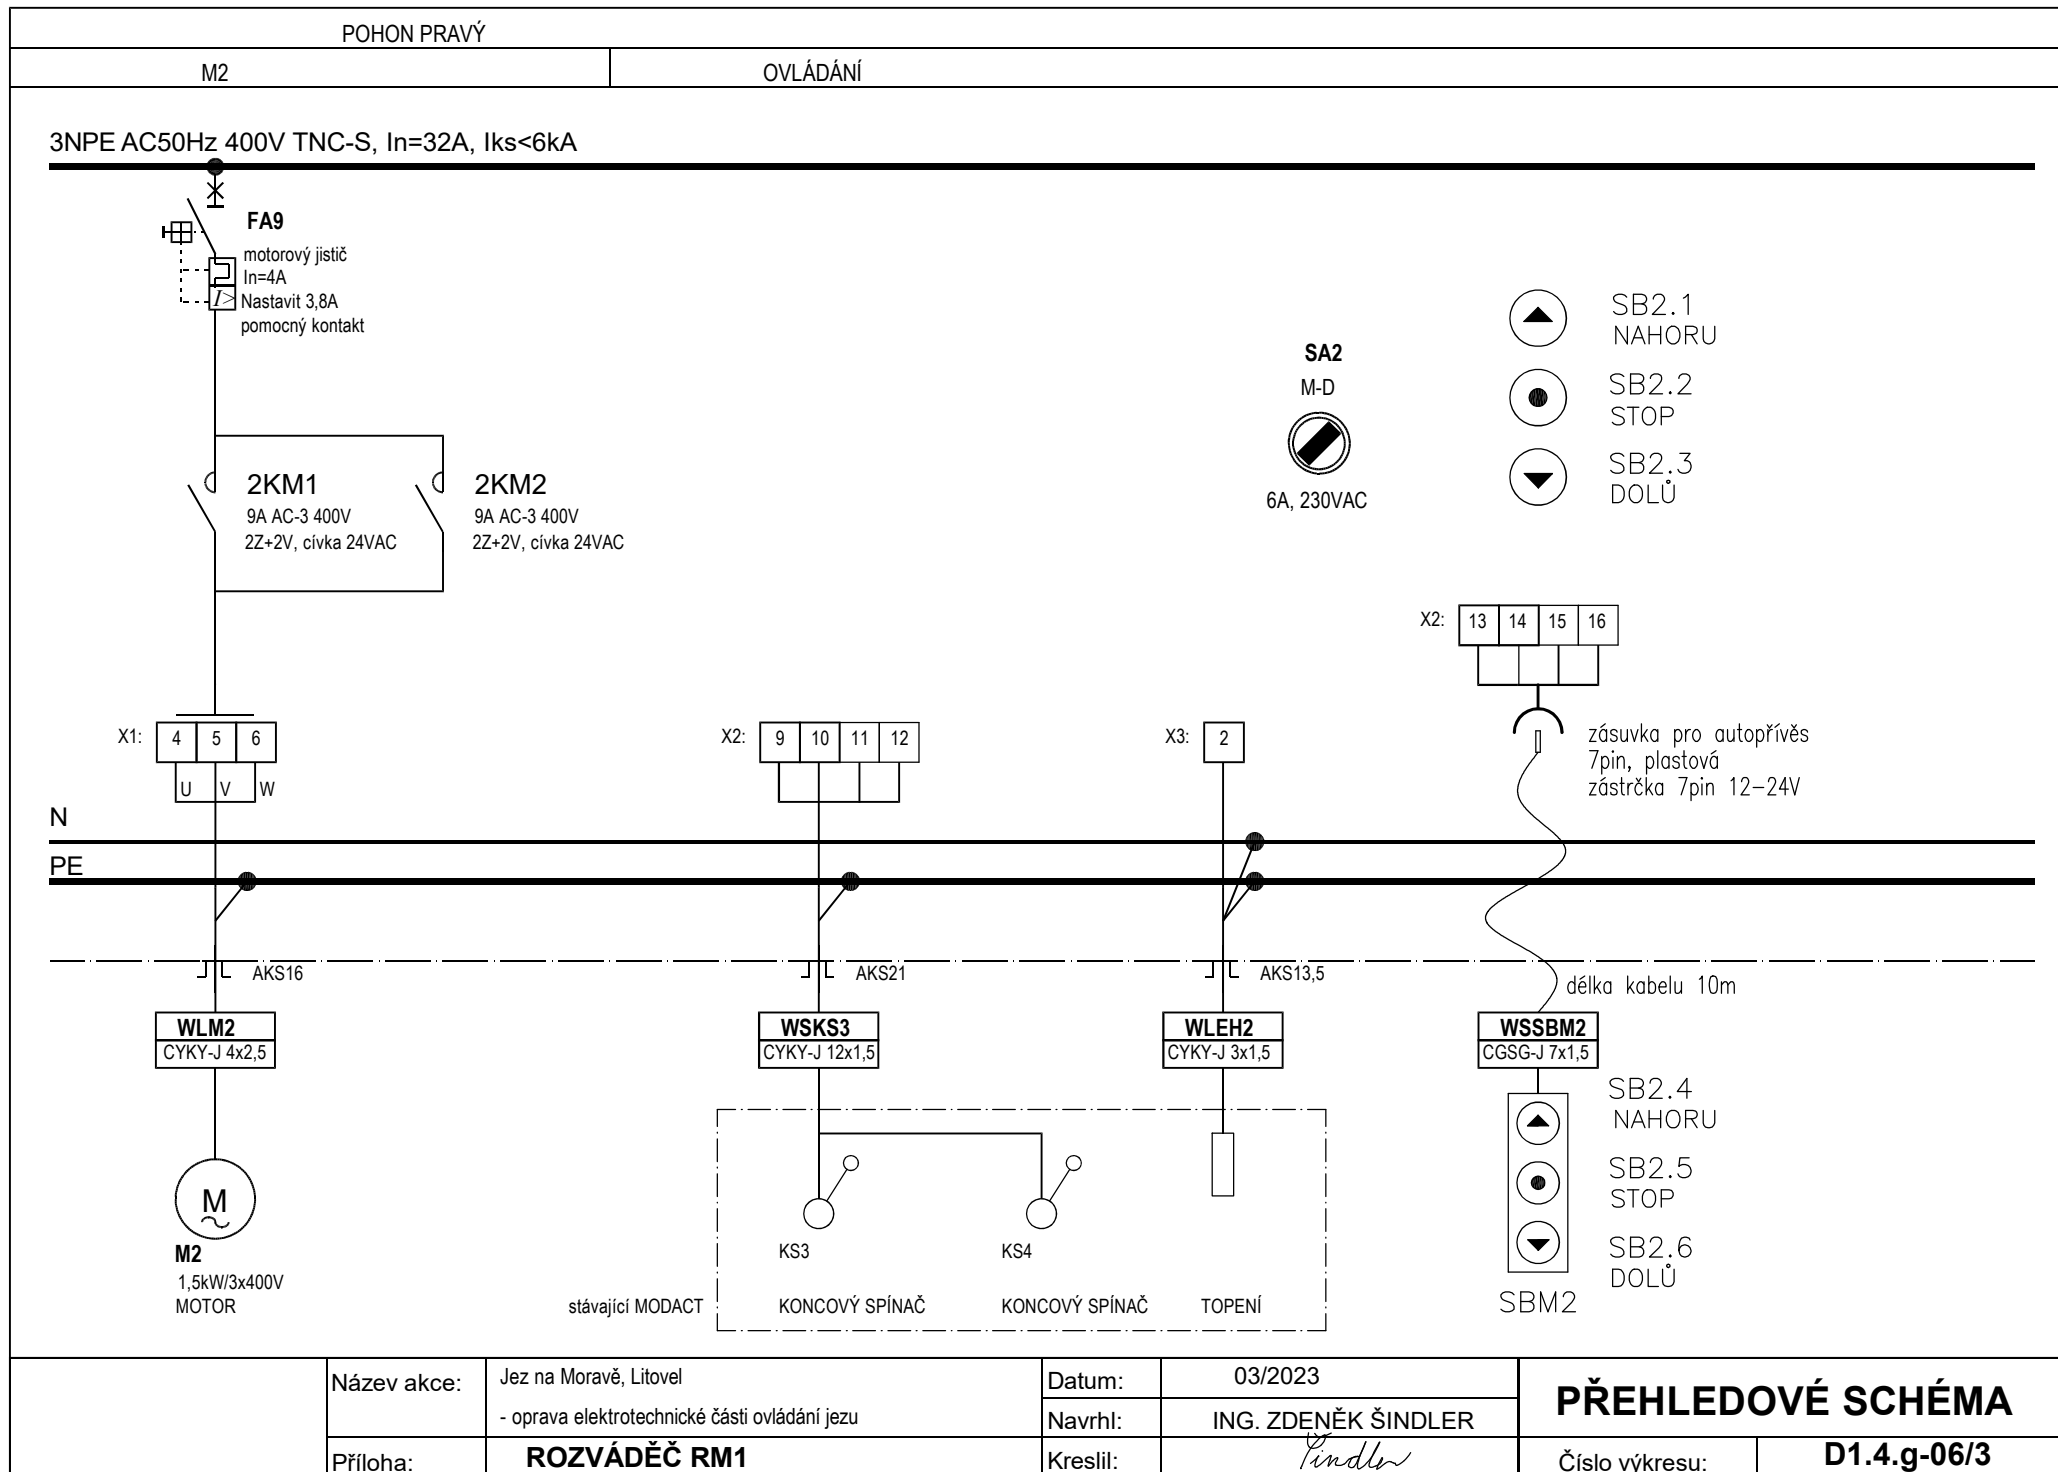 POHON PRAVÝ
M2
OVLÁDÁNÍ
3NPE AC50Hz 400V TNC-S, In=32A, Iks<6kA
FA9
motorový jistič
In=4A
I>
Nastavit 3,8A
pomocný kontakt
SA2
M-D
6A, 230VAC
SB2.1
NAHORU
SB2.2
STOP
SB2.3
DOLŮ
2KM1
9A AC-3 400V
2Z+2V, cívka 24VAC
2KM2
9A AC-3 400V
2Z+2V, cívka 24VAC
X2: 13 14 15 16
X1: 4 5 6
U V W
X2: 9 10 11 12
X3: 2
zásuvka pro autopřívěs
7pin, plastová
zástrčka 7pin 12-24V
N
PE
AKS16
AKS21
AKS13,5
délka kabelu 10m
WLM2
CYKY-J 4x2,5
WSKS3
CYKY-J 12x1,5
WLEH2
CYKY-J 3x1,5
WSSBM2
CGSG-J 7x1,5
M
M2
1,5kW/3x400V
MOTOR
KS3
KS4
stávající MODACT
KONCOVÝ SPÍNAČ
KONCOVÝ SPÍNAČ
TOPENÍ
SB2.4
NAHORU
SB2.5
STOP
SB2.6
DOLŮ
SBM2
Název akce:
Jez na Moravě, Litovel
- oprava elektrotechnické části ovládání jezu
Příloha:
ROZVÁDĚČ RM1
Datum:
03/2023
Navrhl:
ING. ZDENĚK ŠINDLER
Kreslil:
Šindler
PŘEHLEDOVÉ SCHÉMA
Číslo výkresu:
D1.4.g-06/3